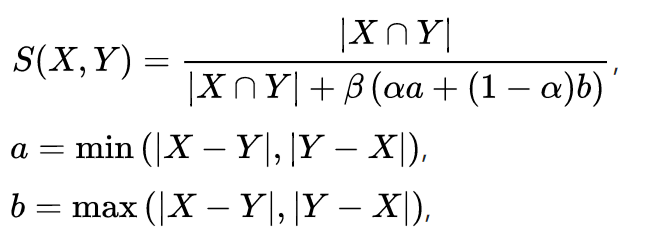 S(X, Y) = |X ∩ Y| / (|X ∩ Y| + β (αa + (1 − α)b)) ,
a = min (|X − Y|, |Y − X|),
b = max (|X − Y|, |Y − X|),